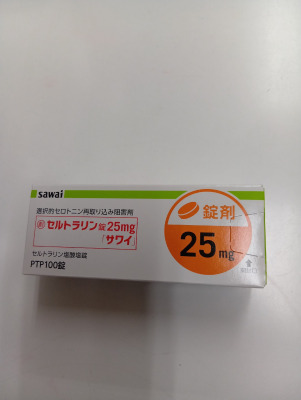 sawai
選択的セロトニン再取り込み阻害剤
セルトラリン錠25mg
「サワイ」
セルトラリン塩酸塩錠
PTP100錠
錠剤
25mg